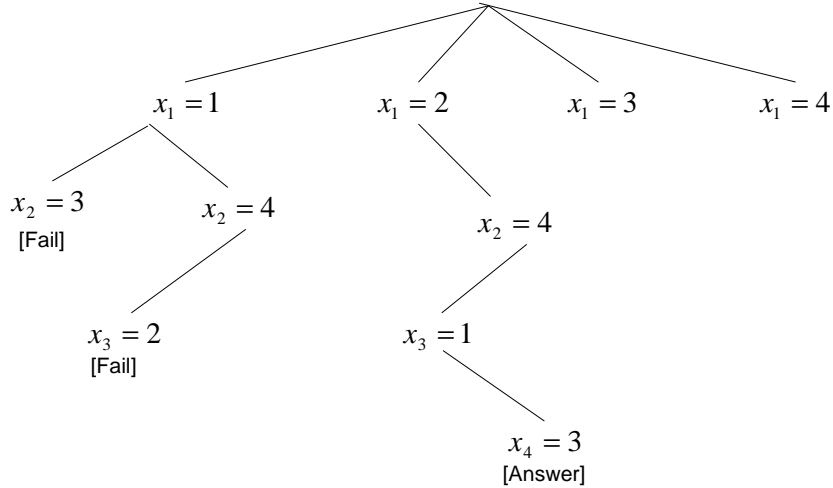 x₁ = 1
x₁ = 2
x₁ = 3
x₁ = 4
x₂ = 3
[Fail]
x₂ = 4
x₂ = 4
x₃ = 2
[Fail]
x₃ = 1
x₄ = 3
[Answer]